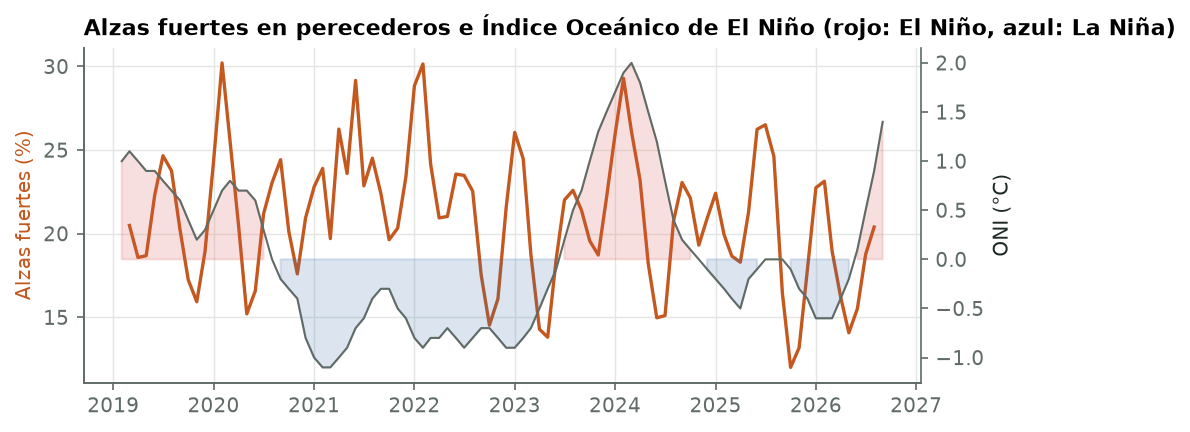 Alzas fuertes en perecederos e Índice Oceánico de El Niño (rojo: El Niño, azul: La Niña)
Alzas fuertes (%)
30
25
20
15
2.0
1.5
1.0
0.5
0.0
−0.5
−1.0
ONI (°C)
2019 2020 2021 2022 2023 2024 2025 2026 2027